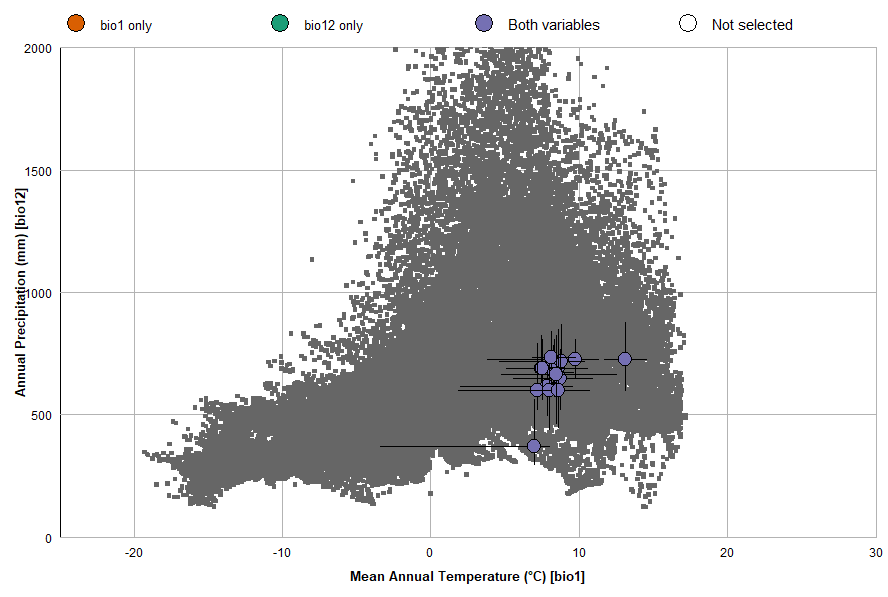 bio1 only bio12 only Both variables Not selected
2000
1500
1000
500
0
Annual Precipitation (mm) [bio12]
-20 -10 0 10 20 30
Mean Annual Temperature (°C) [bio1]